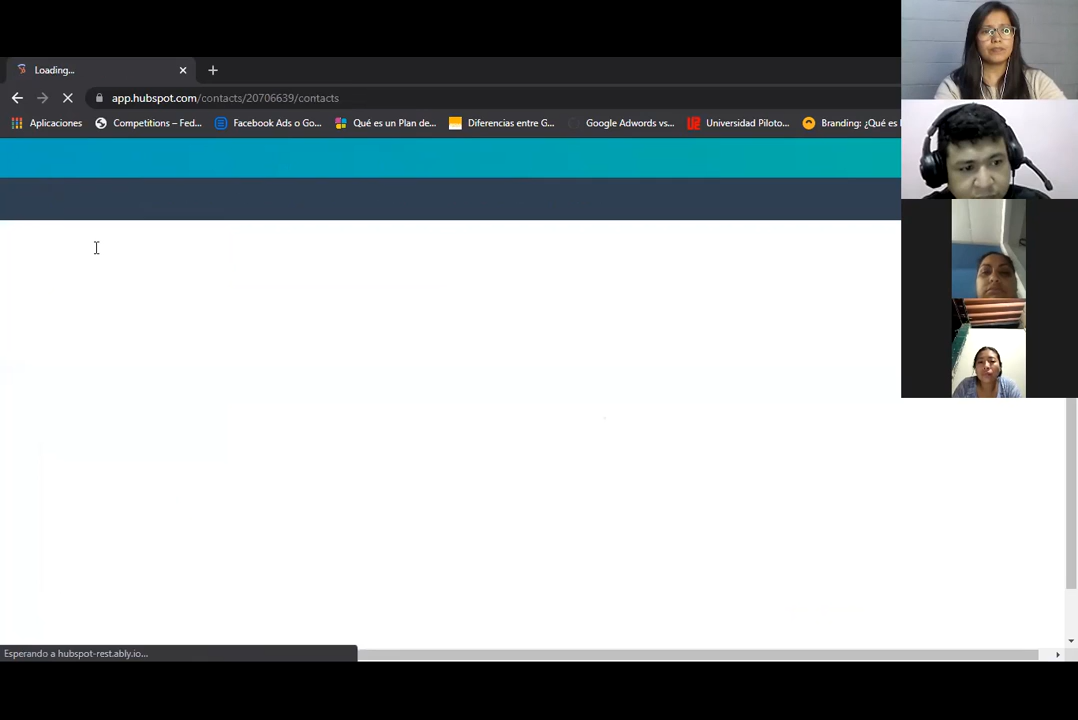 Loading...
app.hubspot.com/contacts/20706639/contacts
Aplicaciones Competitions – Fed... Facebook Ads o Go... Qué es un Plan de... Diferencias entre G... Google Adwords vs... Universidad Piloto... Branding: ¿Qué es
Esperando a hubspot-rest.ably.io...